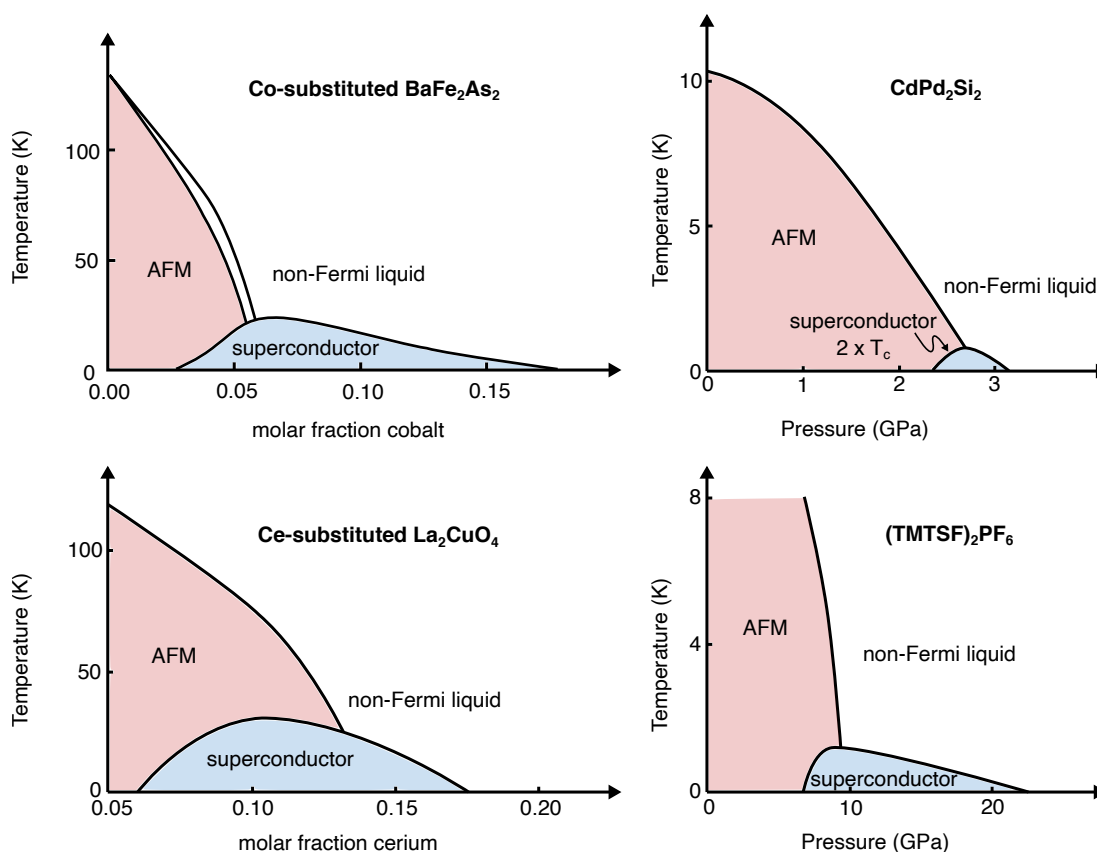 Co-substituted BaFe₂As₂
Temperature (K)
100
50
0
AFM
non-Fermi liquid
superconductor
0.00
0.05
0.10
0.15
molar fraction cobalt
CdPd₂Si₂
Temperature (K)
10
5
0
AFM
non-Fermi liquid
superconductor
2 x T꜀
0
1
2
3
Pressure (GPa)
Ce-substituted La₂CuO₄
Temperature (K)
100
50
0
AFM
non-Fermi liquid
superconductor
0.05
0.10
0.15
0.20
molar fraction cerium
(TMTSF)₂PF₆
Temperature (K)
8
4
0
AFM
non-Fermi liquid
superconductor
0
10
20
Pressure (GPa)